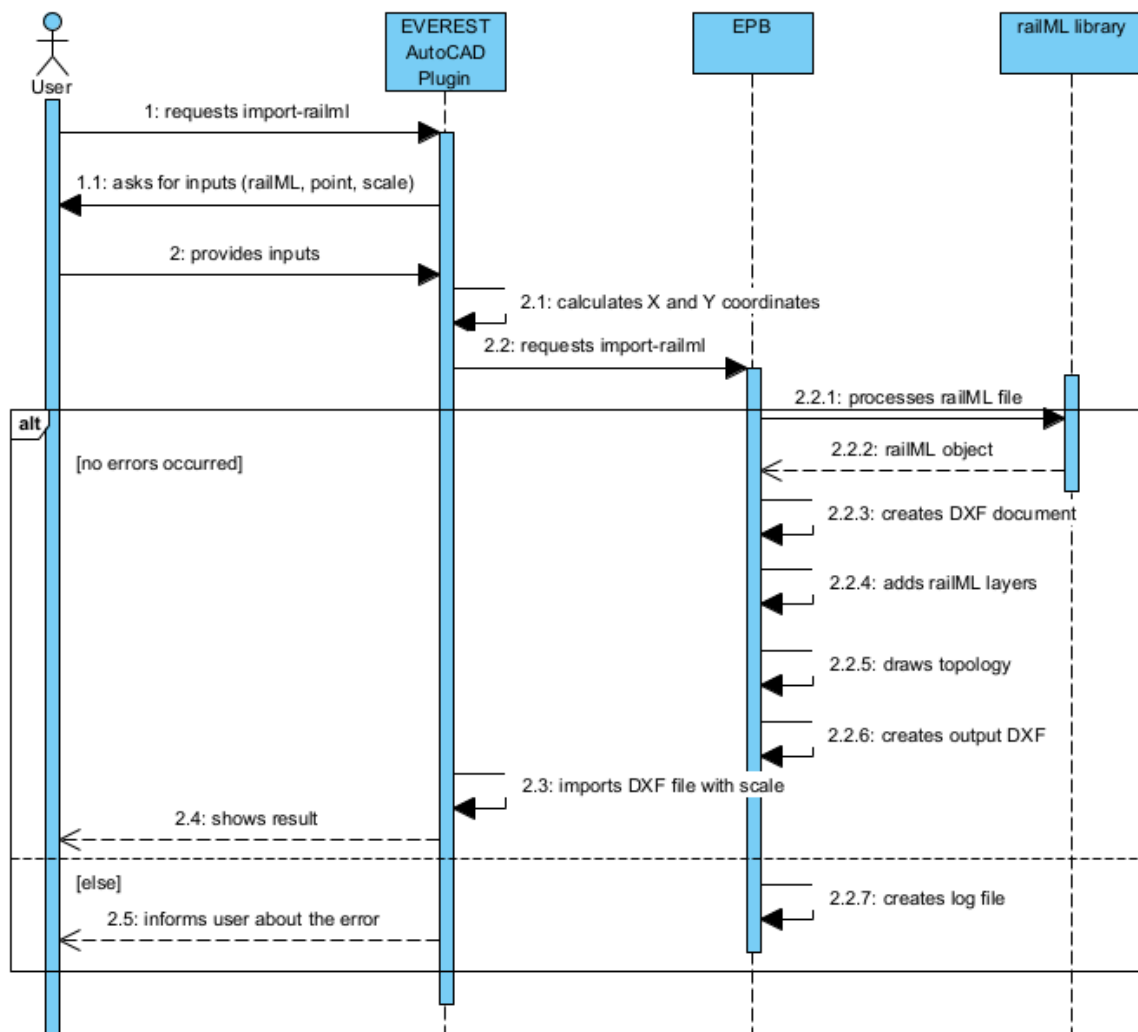 EVEREST
AutoCAD
Plugin
EPB
railML library
User
1: requests import-railml
1.1: asks for inputs (railML, point, scale)
2: provides inputs
2.1: calculates X and Y coordinates
2.2: requests import-railml
2.2.1: processes railML file
alt
[no errors occurred]
2.2.2: railML object
2.2.3: creates DXF document
2.2.4: adds railML layers
2.2.5: draws topology
2.2.6: creates output DXF
2.3: imports DXF file with scale
2.4: shows result
[else]
2.2.7: creates log file
2.5: informs user about the error